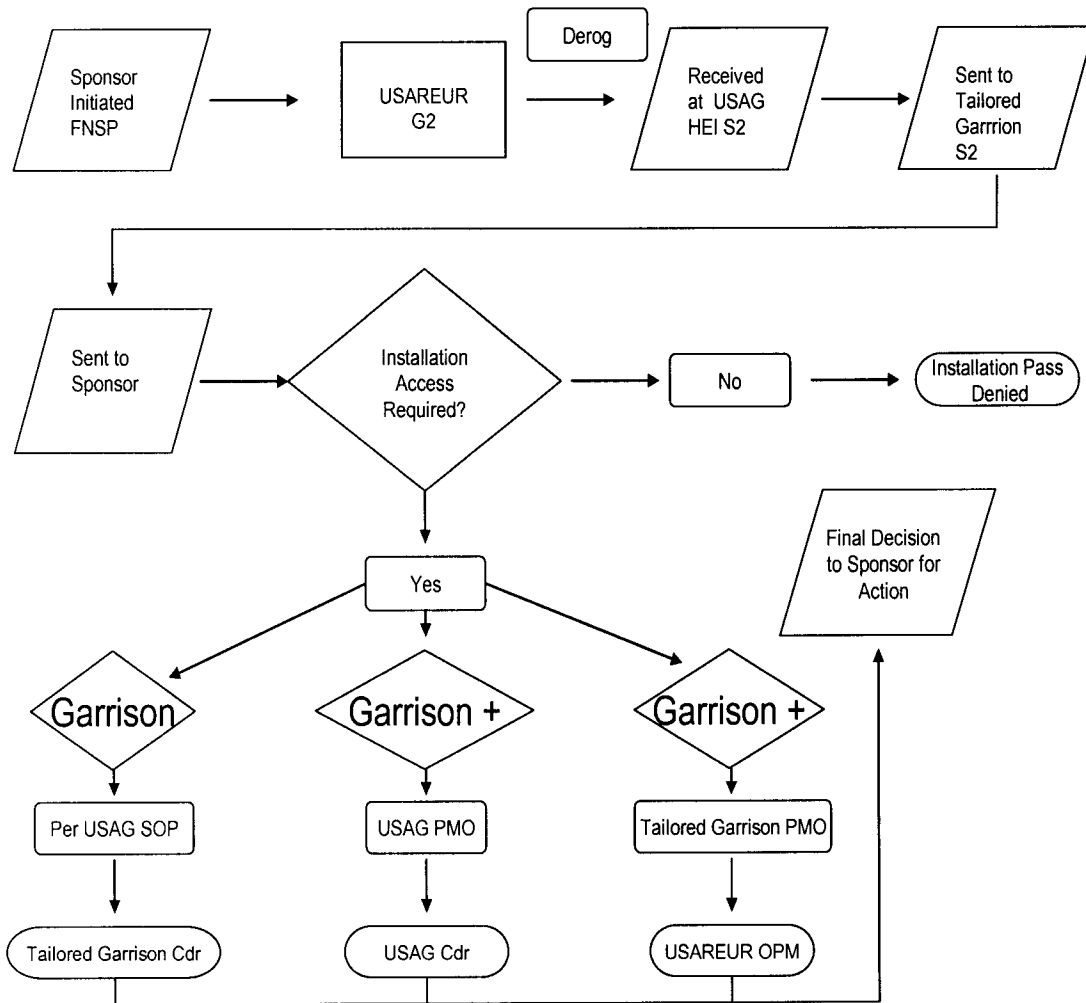 Derog
Sponsor
Initiated
FNSP
USAREUR
G2
Received
at USAG
HEI S2
Sent to
Tailored
Garrrion
S2
Sent to
Sponsor
Installation
Access
Required?
No
Installation Pass
Denied
Final Decision
to Sponsor for
Action
Yes
Garrison
Garrison +
Garrison +
Per USAG SOP
USAG PMO
Tailored Garrison PMO
Tailored Garrison Cdr
USAG Cdr
USAREUR OPM